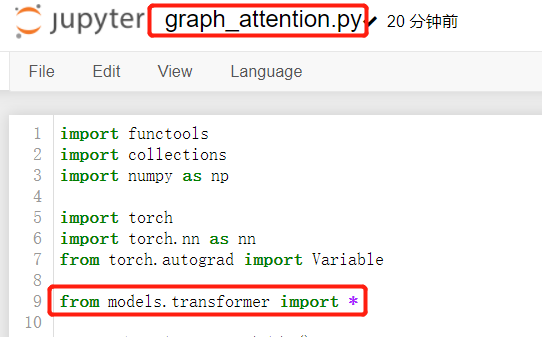 jupyter graph_attention.py✓ 20 分钟前
File Edit View Language
1 import functools
2 import collections
3 import numpy as np
4
5 import torch
6 import torch.nn as nn
7 from torch.autograd import Variable
8
9 from models.transformer import *
10